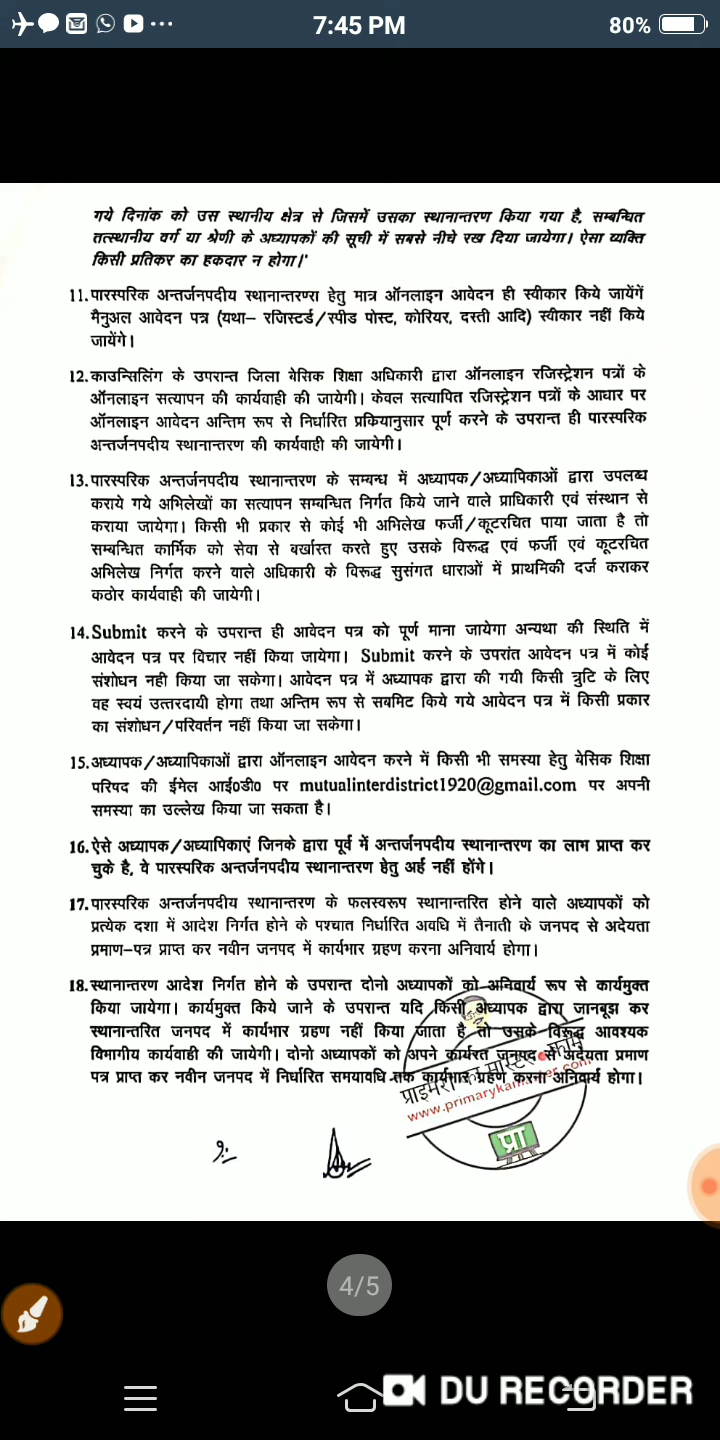 7:45 PM
80%
गये दिनांक को उस स्थानीय क्षेत्र से जिसमें उसका स्थानान्तरण किया गया है, सम्बन्धित
तत्स्थानीय वर्ग या श्रेणी के अध्यापकों की सूची में सबसे नीचे रख दिया जायेगा। ऐसा व्यक्ति
किसी प्रतिकर का हकदार न होगा।'
11. पारस्परिक अन्तर्जनपदीय स्थानान्तरण्रा हेतु मात्र ऑनलाइन आवेदन ही स्वीकार किये जायेंगें
मैनुअल आवेदन पत्र (यथा– रजिस्टर्ड/स्पीड पोस्ट, कोरियर, दस्ती आदि) स्वीकार नहीं किये
जायेंगे।
12. काउन्सिलिंग के उपरान्त जिला बेसिक शिक्षा अधिकारी द्वारा ऑनलाइन रजिस्ट्रेशन पत्रों के
ऑनलाइन सत्यापन की कार्यवाही की जायेगी। केवल सत्यापित रजिस्ट्रेशन पत्रों के आधार पर
ऑनलाइन आवेदन अन्तिम रूप से निर्धारित प्रकियानुसार पूर्ण करने के उपरान्त ही पारस्परिक
अन्तर्जनपदीय स्थानान्तरण की कार्यवाही की जायेगी।
13. पारस्परिक अन्तर्जनपदीय स्थानान्तरण के सम्बन्ध में अध्यापक/अध्यापिकाओं द्वारा उपलब्ध
कराये गये अभिलेखों का सत्यापन सम्बन्धित निर्गत किये जाने वाले प्राधिकारी एवं संस्थान से
कराया जायेगा। किसी भी प्रकार से कोई भी अभिलेख फर्जी/कूटरचित पाया जाता है तो
सम्बन्धित कार्मिक को सेवा से बर्खास्त करते हुए उसके विरूद्ध एवं फर्जी एवं कूटरचित
अभिलेख निर्गत करने वाले अधिकारी के विरूद्ध सुसंगत धाराओं में प्राथमिकी दर्ज कराकर
कठोर कार्यवाही की जायेगी।
14. Submit करने के उपरान्त ही आवेदन पत्र को पूर्ण माना जायेगा अन्यथा की स्थिति में
आवेदन पत्र पर विचार नहीं किया जायेगा। Submit करने के उपरांत आवेदन पत्र में कोई
संशोधन नही किया जा सकेगा। आवेदन पत्र में अध्यापक द्वारा की गयी किसी त्रुटि के लिए
वह स्वयं उत्तरदायी होगा तथा अन्तिम रूप से सबमिट किये गये आवेदन पत्र में किसी प्रकार
का संशोधन/परिवर्तन नहीं किया जा सकेगा।
15. अध्यापक/अध्यापिकाओं द्वारा ऑनलाइन आवेदन करने में किसी भी समस्या हेतु बेसिक शिक्षा
परिषद की ईमेल आई०डी० पर mutualinterdistrict1920@gmail.com पर अपनी
समस्या का उल्लेख किया जा सकता है।
16. ऐसे अध्यापक/अध्यापिकाएं जिनके द्वारा पूर्व में अन्तर्जनपदीय स्थानान्तरण का लाभ प्राप्त कर
चुके है, वे पारस्परिक अन्तर्जनपदीय स्थानान्तरण हेतु अर्ह नहीं होंगे।
17. पारस्परिक अन्तर्जनपदीय स्थानान्तरण के फलस्वरूप स्थानान्तरित होने वाले अध्यापकों को
प्रत्येक दशा में आदेश निर्गत होने के पश्चात निर्धारित अवधि में तैनाती के जनपद से अदेयता
प्रमाण–पत्र प्राप्त कर नवीन जनपद में कार्यभार ग्रहण करना अनिवार्य होगा।
18. स्थानान्तरण आदेश निर्गत होने के उपरान्त दोनो अध्यापकों को अनिवार्य रूप से कार्यमुक्त
किया जायेगा। कार्यमुक्त किये जाने के उपरान्त यदि किसी अध्यापक द्वारा जानबूझ कर
स्थानान्तरित जनपद में कार्यभार ग्रहण नहीं किया जाता है तो उसके विरूद्ध आवश्यक
विभागीय कार्यवाही की जायेगी। दोनो अध्यापकों को अपने कार्यरत जनपद से अदेयता प्रमाण
पत्र प्राप्त कर नवीन जनपद में निर्धारित समयावधि तक कार्यभार ग्रहण करना अनिवार्य होगा।
प्राइमरी का मास्टर ● कॉम
www.primarykamaster.com
प्रा
4/5
DU RECORDER